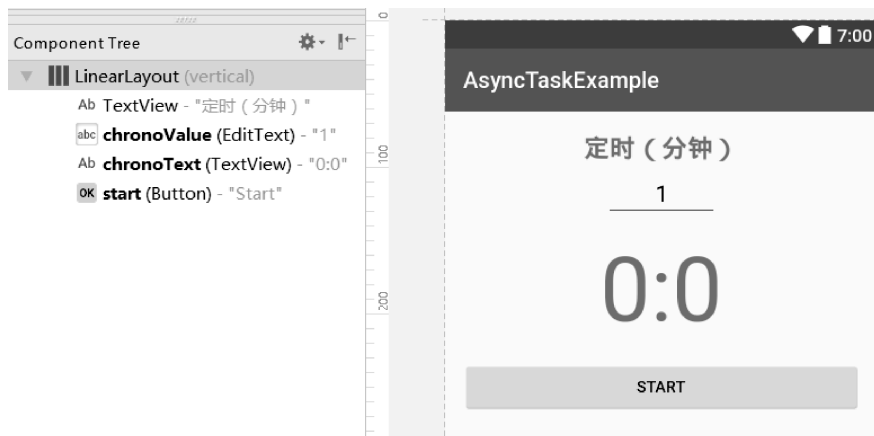 Component Tree
LinearLayout (vertical)
Ab TextView - "定时（分钟）"
abc chronoValue (EditText) - "1"
Ab chronoText (TextView) - "0:0"
OK start (Button) - "Start"
0
100
200
7:00
AsyncTaskExample
定时（分钟）
1
0:0
START